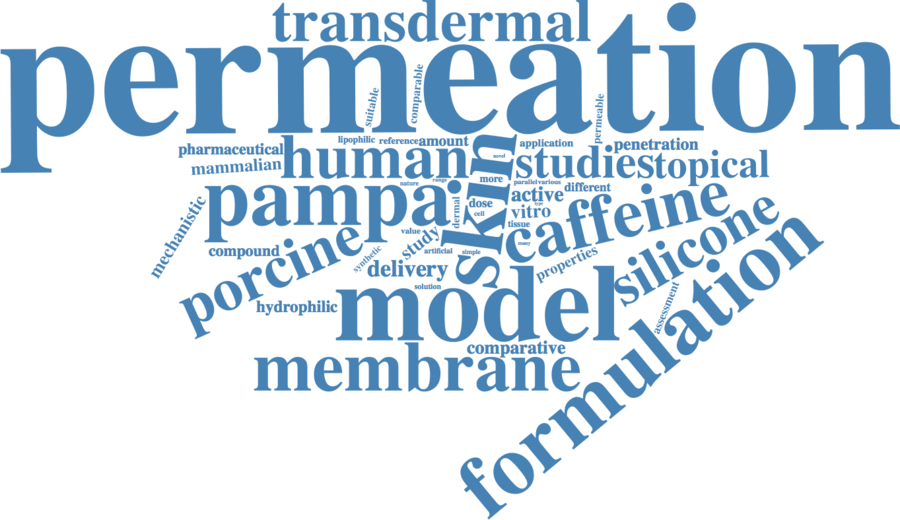 transdermal
permeation
suitable
comparable
permeable
lipophilic
reference
amount
application
pharmaceutical
penetration
mammalian
human
skin
novel
studies
topical
nature
range
more
parallel
various
different
pampa
dermal
dose
active
type
caffeine
cell
vitro
tissue
mechanistic
value
study
artificial
simple
many
silicone
compound
porcine
synthetic
delivery
properties
solution
hydrophilic
model
assessment
formulation
comparative
membrane